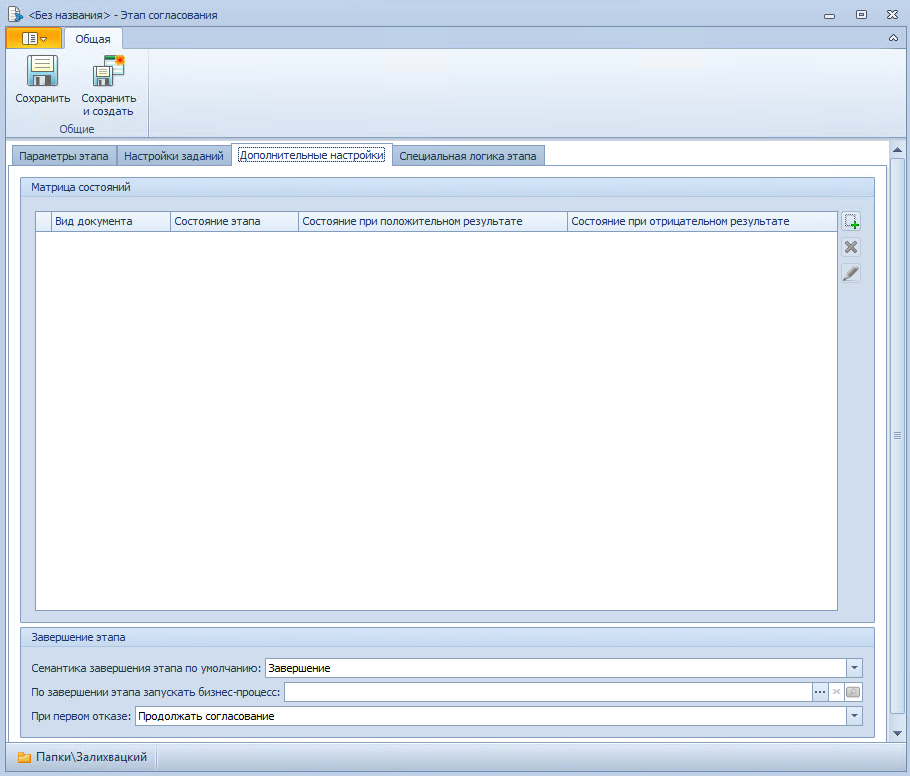 <Без названия> - Этап согласования
Общая
Сохранить
Сохранить
и создать
Общие
Параметры этапа
Настройки заданий
Дополнительные настройки
Специальная логика этапа
Матрица состояний
Вид документа
Состояние этапа
Состояние при положительном результате
Состояние при отрицательном результате
Завершение этапа
Семантика завершения этапа по умолчанию: Завершение
По завершении этапа запускать бизнес-процесс:
При первом отказе: Продолжать согласование
Папки\Залихвацкий